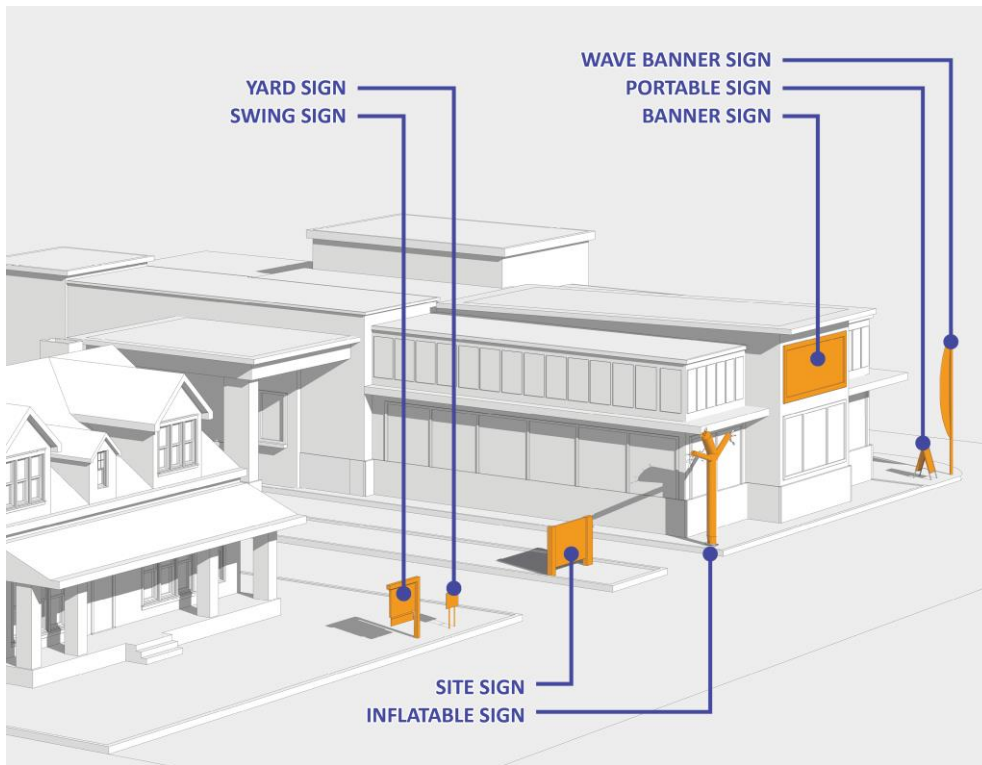 WAVE BANNER SIGN
YARD SIGN
PORTABLE SIGN
SWING SIGN
BANNER SIGN
SITE SIGN
INFLATABLE SIGN